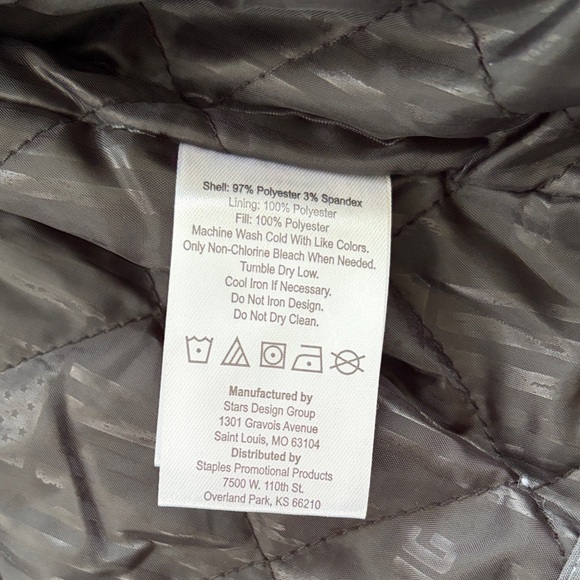 Shell: 97% Polyester 3% Spandex
Lining: 100% Polyester
Fill: 100% Polyester
Machine Wash Cold With Like Colors.
Only Non-Chlorine Bleach When Needed.
Tumble Dry Low.
Cool Iron If Necessary.
Do Not Iron Design.
Do Not Dry Clean.
Manufactured by
Stars Design Group
1301 Gravois Avenue
Saint Louis, MO 63104
Distributed by
Staples Promotional Products
7500 W. 110th St.
Overland Park, KS 66210